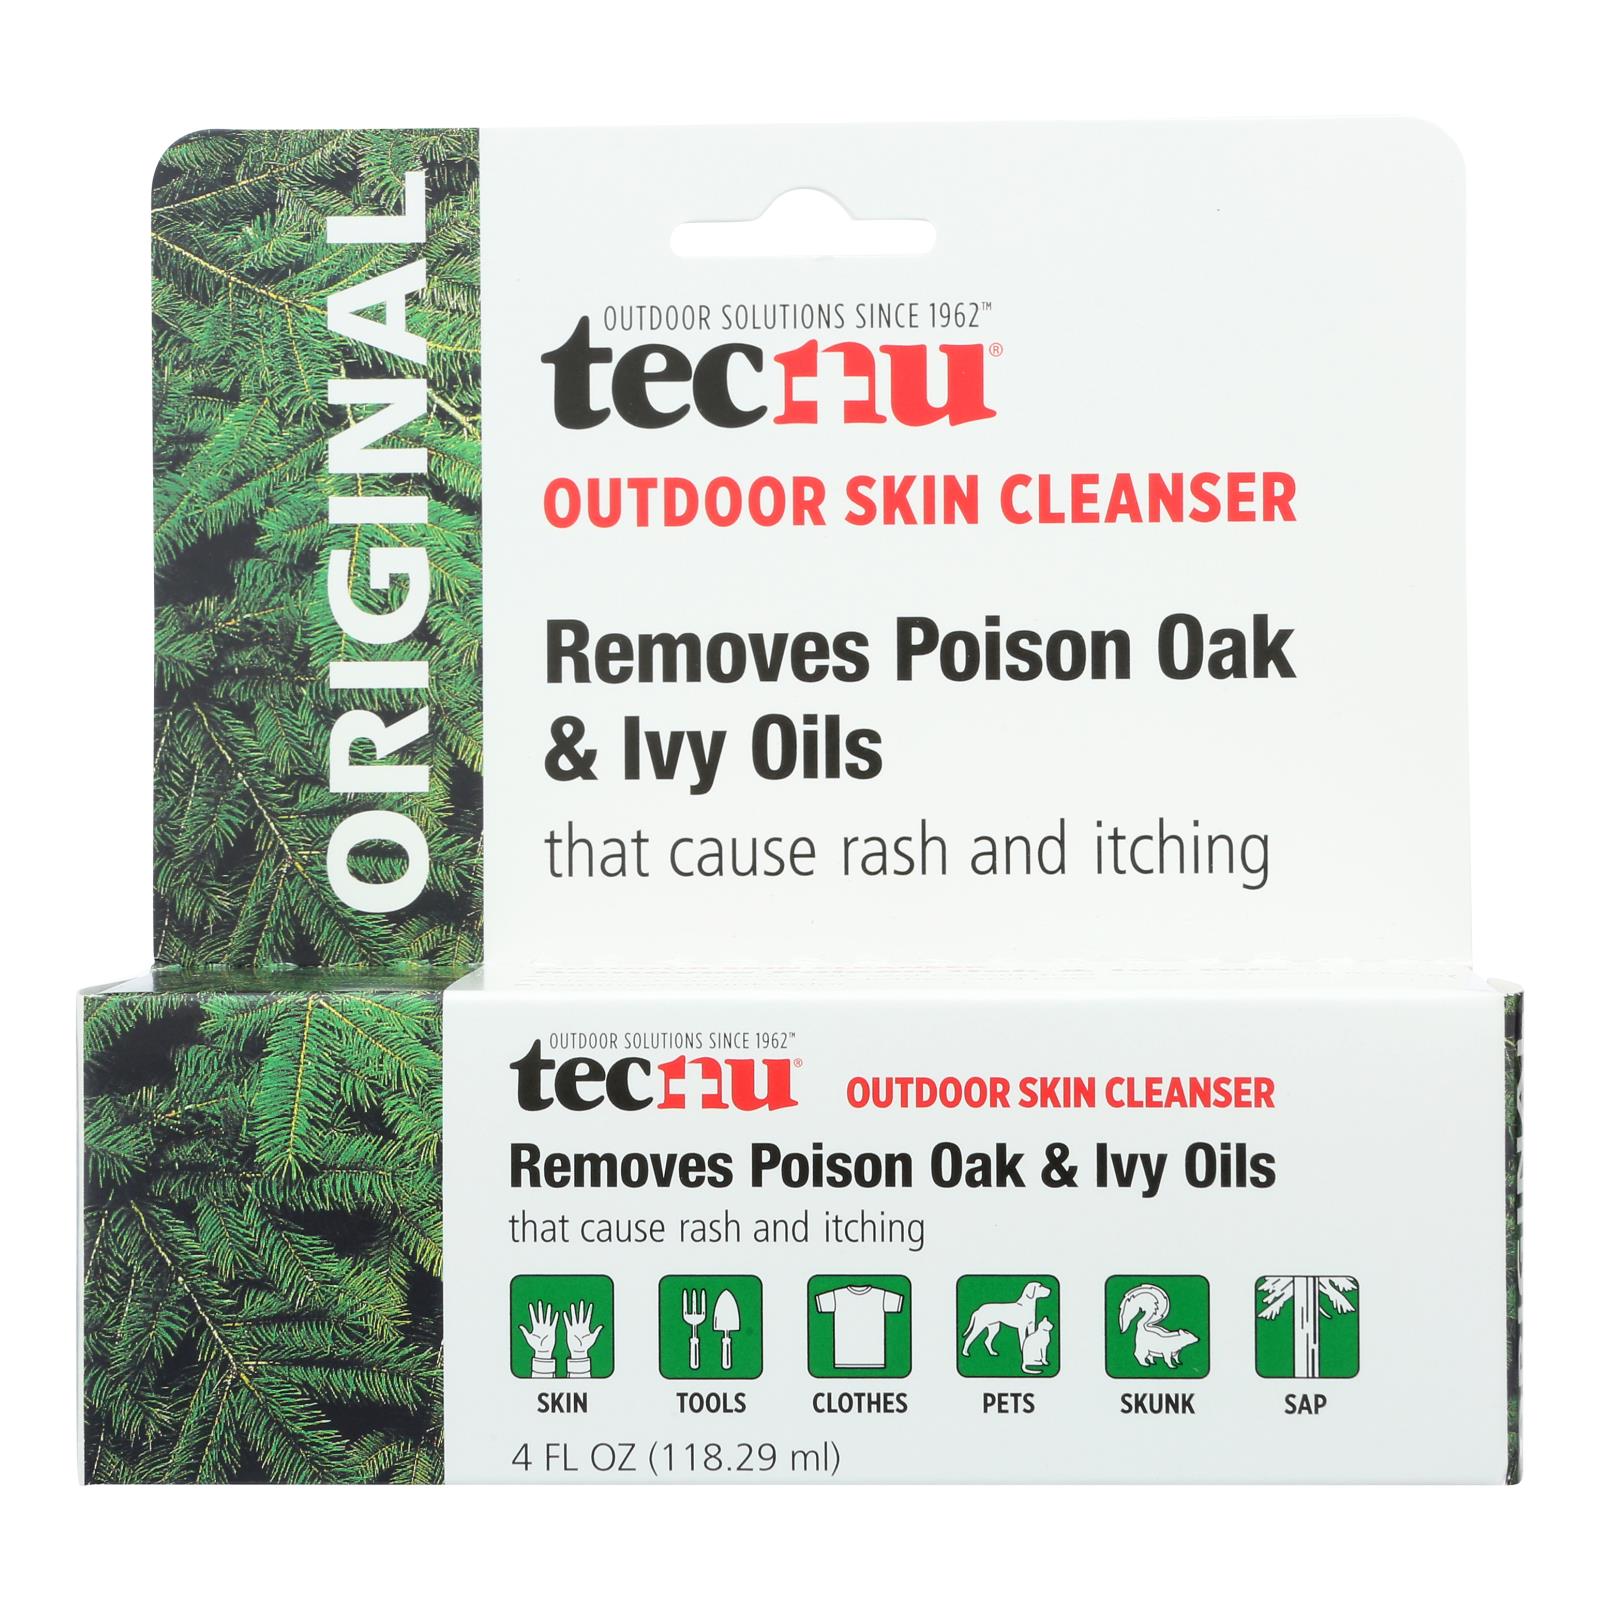 ORIGINAL
OUTDOOR SOLUTIONS SINCE 1962™
tecnu®
OUTDOOR SKIN CLEANSER
Removes Poison Oak
& Ivy Oils
that cause rash and itching
OUTDOOR SOLUTIONS SINCE 1962™
tecnu®
OUTDOOR SKIN CLEANSER
Removes Poison Oak & Ivy Oils
that cause rash and itching
SKIN
TOOLS
CLOTHES
PETS
SKUNK
SAP
4 FL OZ (118.29 ml)